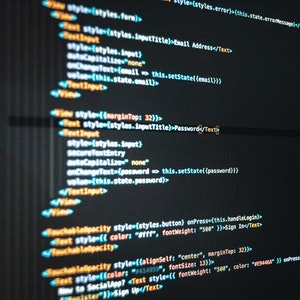 <View style={styles.form}>
<Text style={styles.error}>{this.state.errorMessage}</
<View>
<Text style={styles.inputTitle}>Email Address</Text>
<TextInput
style={styles.input}
autoCapitalize="none"
onChangeText={email => this.setState({email})}
value={this.state.email}
></TextInput>
</View>
<View style={{marginTop: 32}}>
<Text style={styles.inputTitle}>Password</Text>
<TextInput
style={styles.input}
secureTextEntry
autoCapitalize="none"
onChangeText={password => this.setState({password})}
value={this.state.password}
></TextInput>
</View>
<TouchableOpacity style={styles.button} onPress={this.handleLogin}>
<Text style={{ color: "#fff", fontWeight: "500" }}>Sign In</Text>
</TouchableOpacity>
<TouchableOpacity style={{alignSelf: "center", marginTop: 32}}
<Text style={{color: "#414959", fontSize: 13}}>
New to SocialApp? <Text style={{fontWeight: "500", color: "#E9446A"
}}>Sign Up</Text>